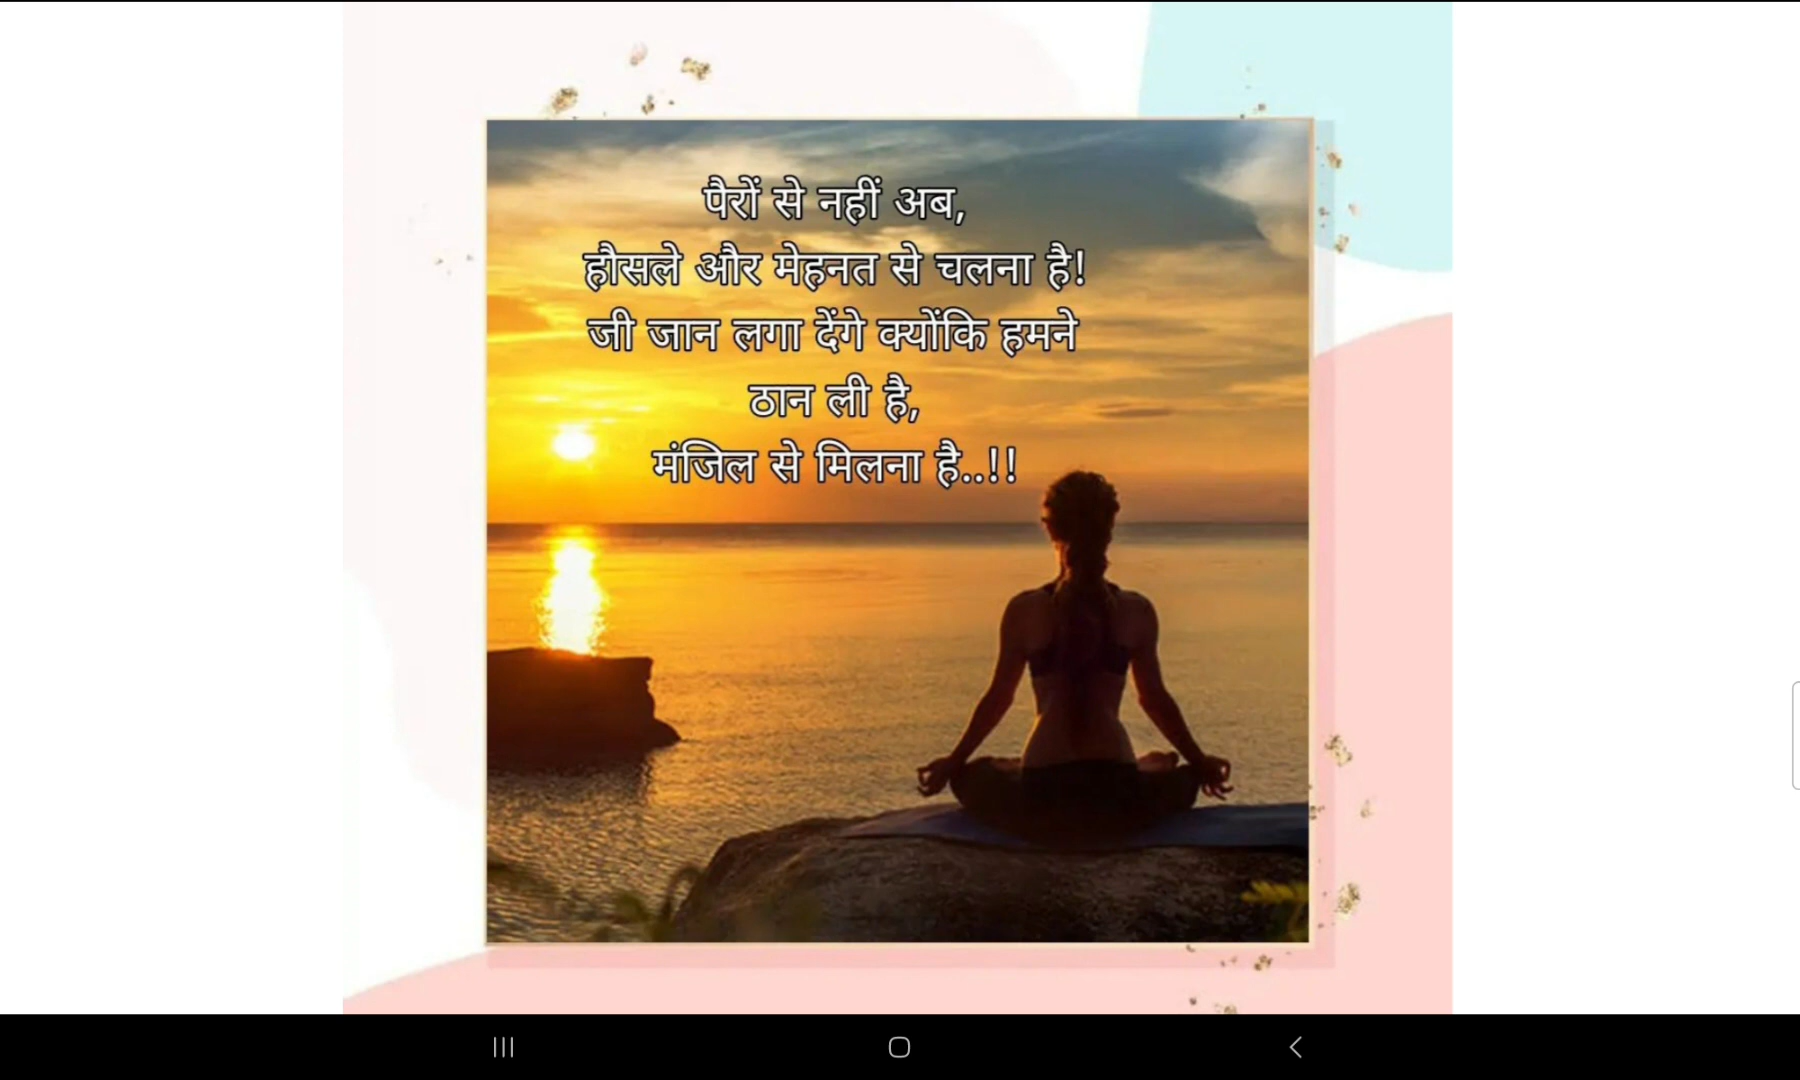 पैरों से नहीं अब,
हौसले और मेहनत से चलना है!
जी जान लगा देंगे क्योंकि हमने
ठान ली है,
मंजिल से मिलना है..!!